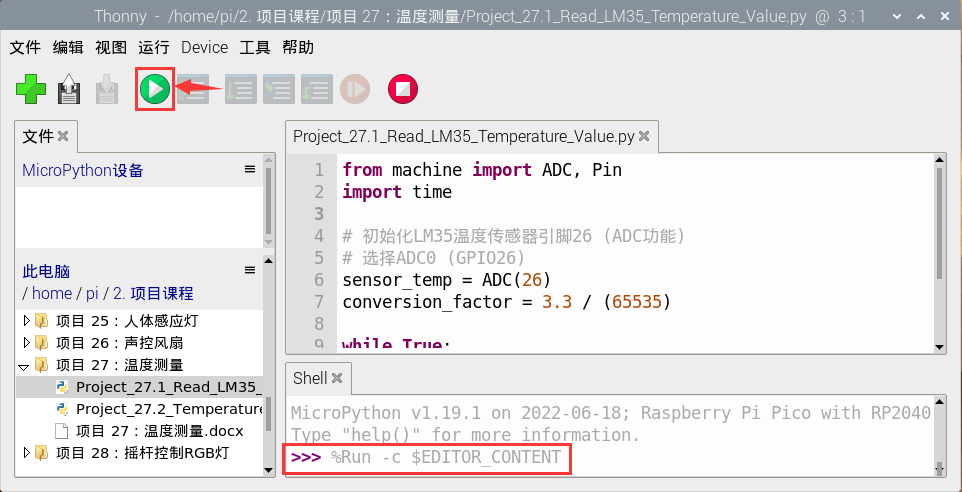 Thonny - /home/pi/2. 项目课程/项目 27：温度测量/Project_27.1_Read_LM35_Temperature_Value.py @ 3 : 1
文件 编辑 视图 运行 Device 工具 帮助
文件
MicroPython设备
此电脑
/ home / pi / 2. 项目课程
项目 25：人体感应灯
项目 26：声控风扇
项目 27：温度测量
Project_27.1_Read_LM35_
Project_27.2_Temperature
项目 27：温度测量.docx
项目 28：摇杆控制RGB灯
Project_27.1_Read_LM35_Temperature_Value.py
1 from machine import ADC, Pin
2 import time
3
4 # 初始化LM35温度传感器引脚26 (ADC功能)
5 # 选择ADC0 (GPIO26)
6 sensor_temp = ADC(26)
7 conversion_factor = 3.3 / (65535)
8
9 while True:
Shell
MicroPython v1.19.1 on 2022-06-18; Raspberry Pi Pico with RP2040
Type "help()" for more information.
>>> %Run -c $EDITOR_CONTENT